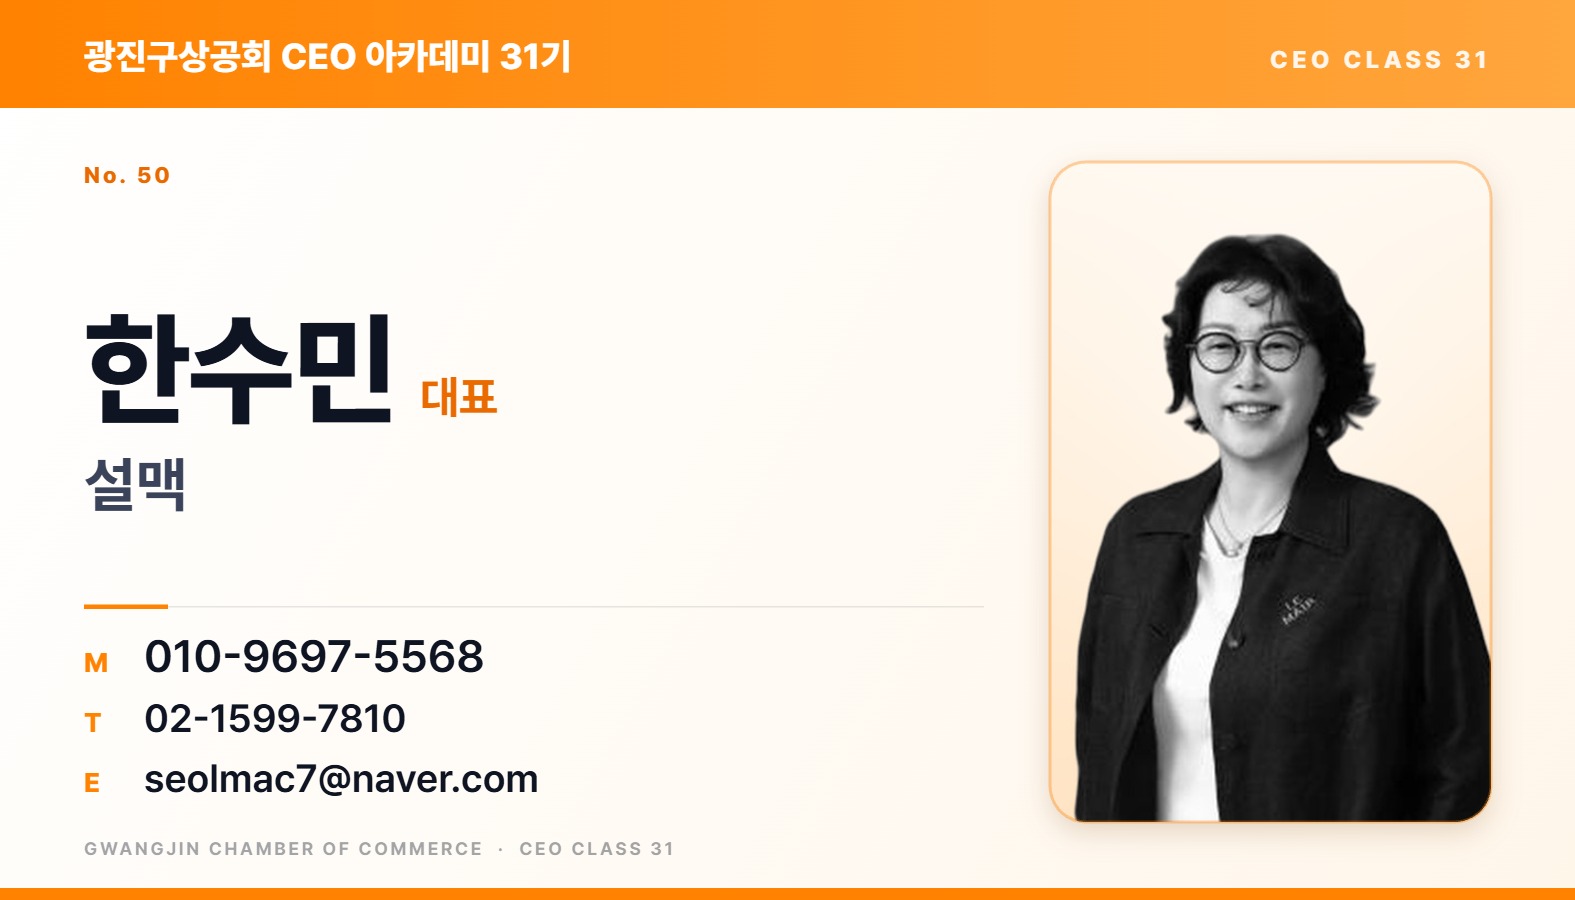 광진구상공회 CEO 아카데미 31기
CEO CLASS 31
No. 50
한수민 대표
설맥
M 010-9697-5568
T 02-1599-7810
E seolmac7@naver.com
GWANGJIN CHAMBER OF COMMERCE · CEO CLASS 31
LE
MAIR